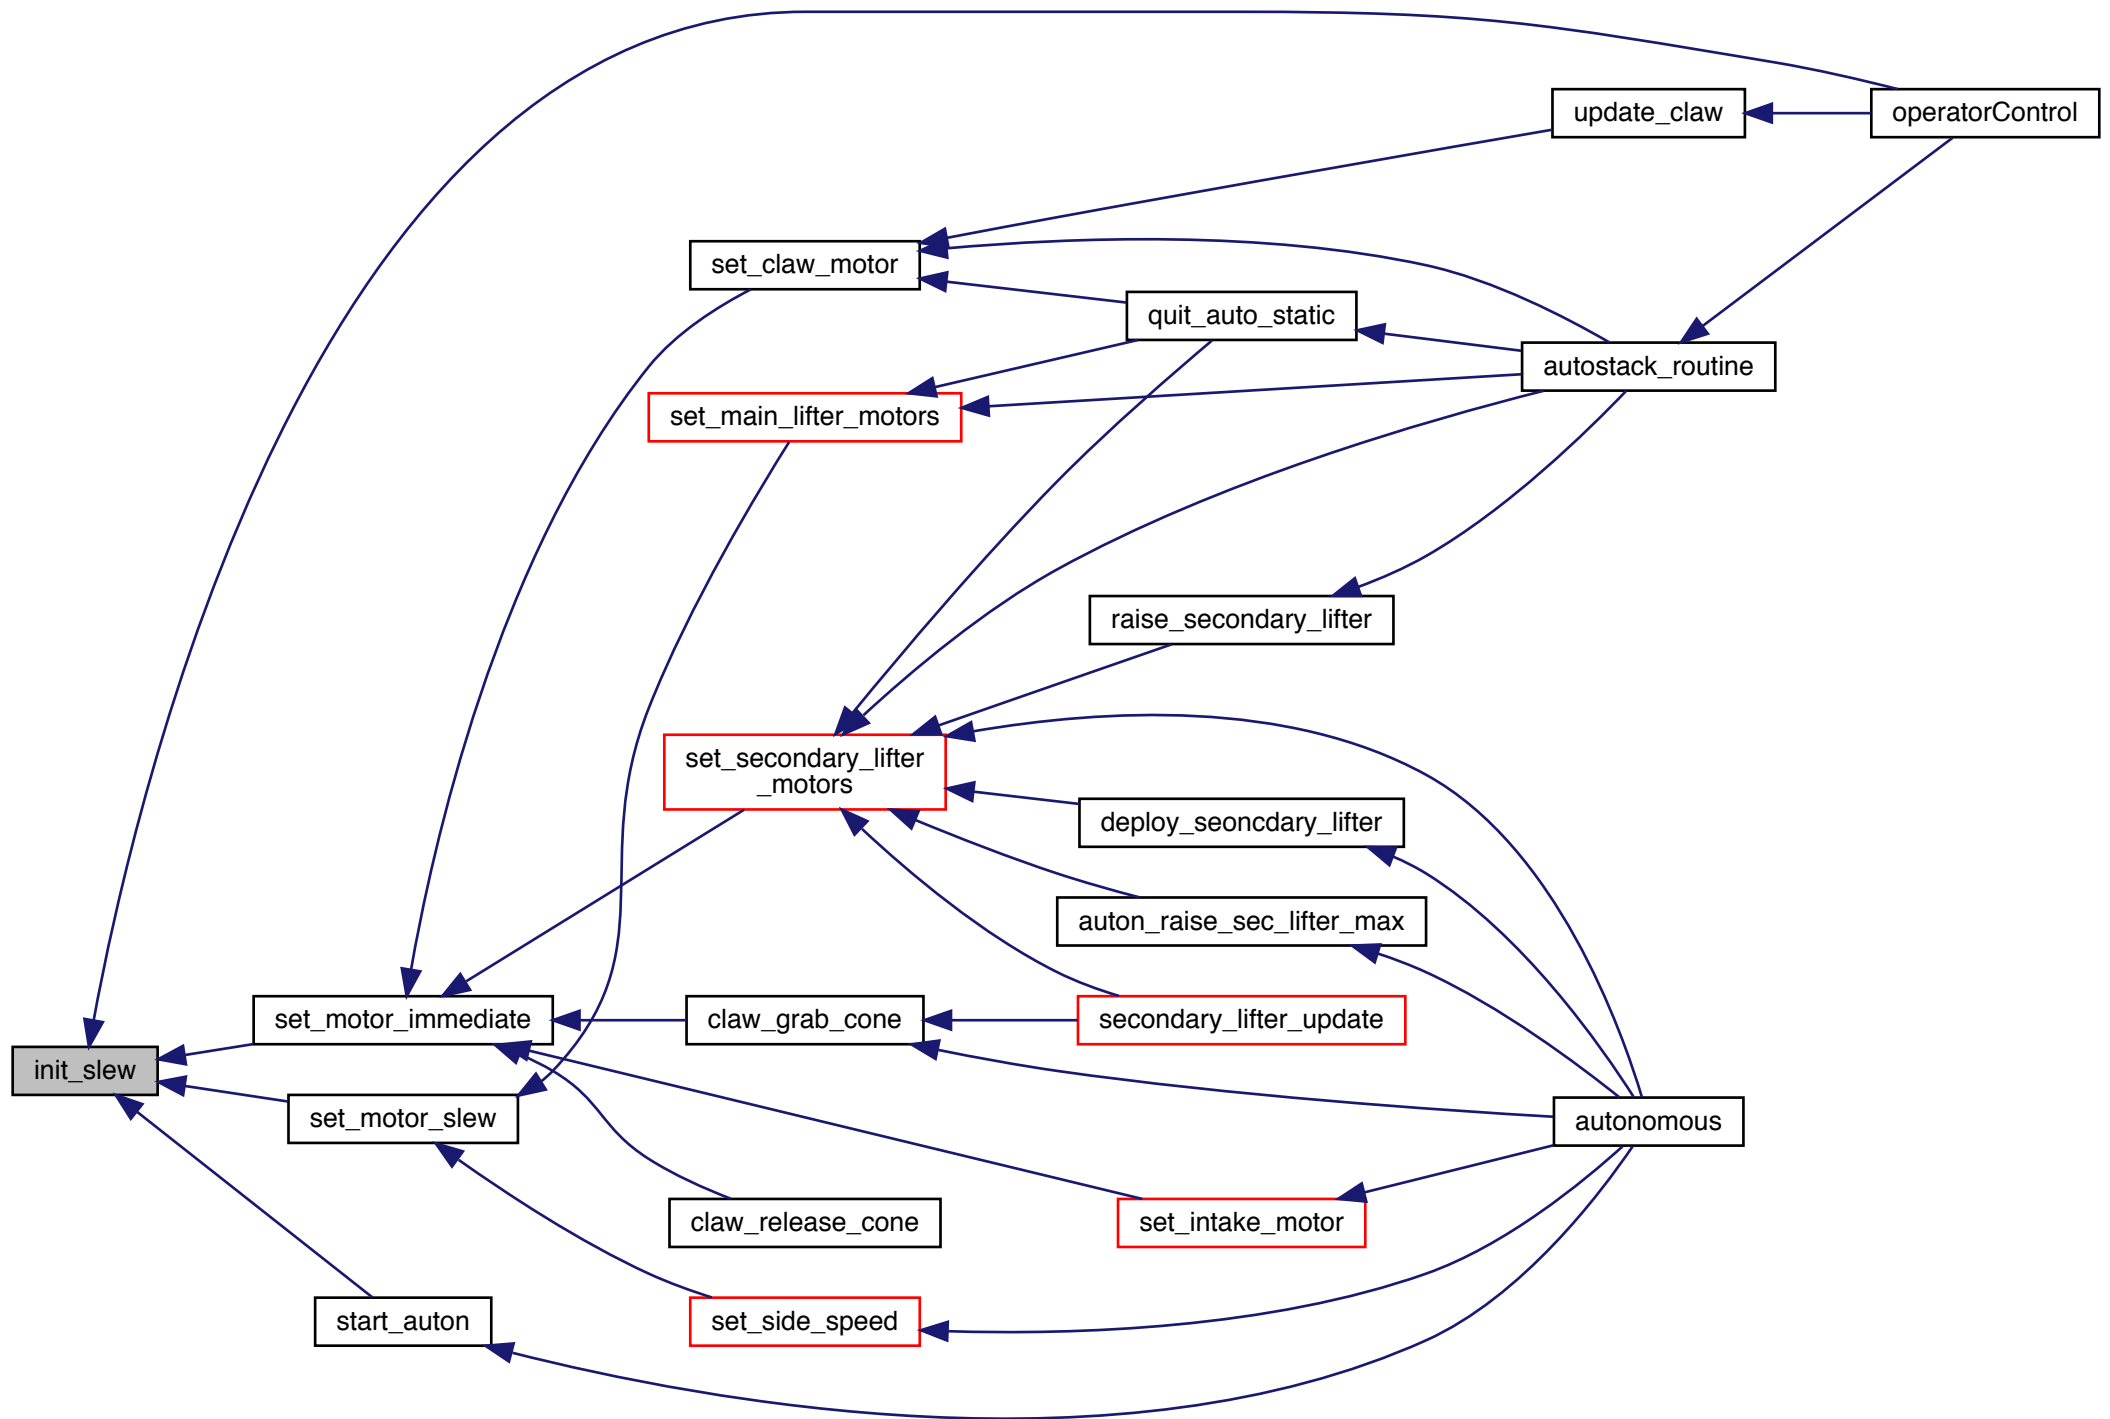 update_claw
operatorControl
set_claw_motor
quit_auto_static
autostack_routine
set_main_lifter_motors
raise_secondary_lifter
set_secondary_lifter
_motors
deploy_seoncdary_lifter
auton_raise_sec_lifter_max
set_motor_immediate
claw_grab_cone
secondary_lifter_update
init_slew
set_motor_slew
autonomous
claw_release_cone
set_intake_motor
start_auton
set_side_speed